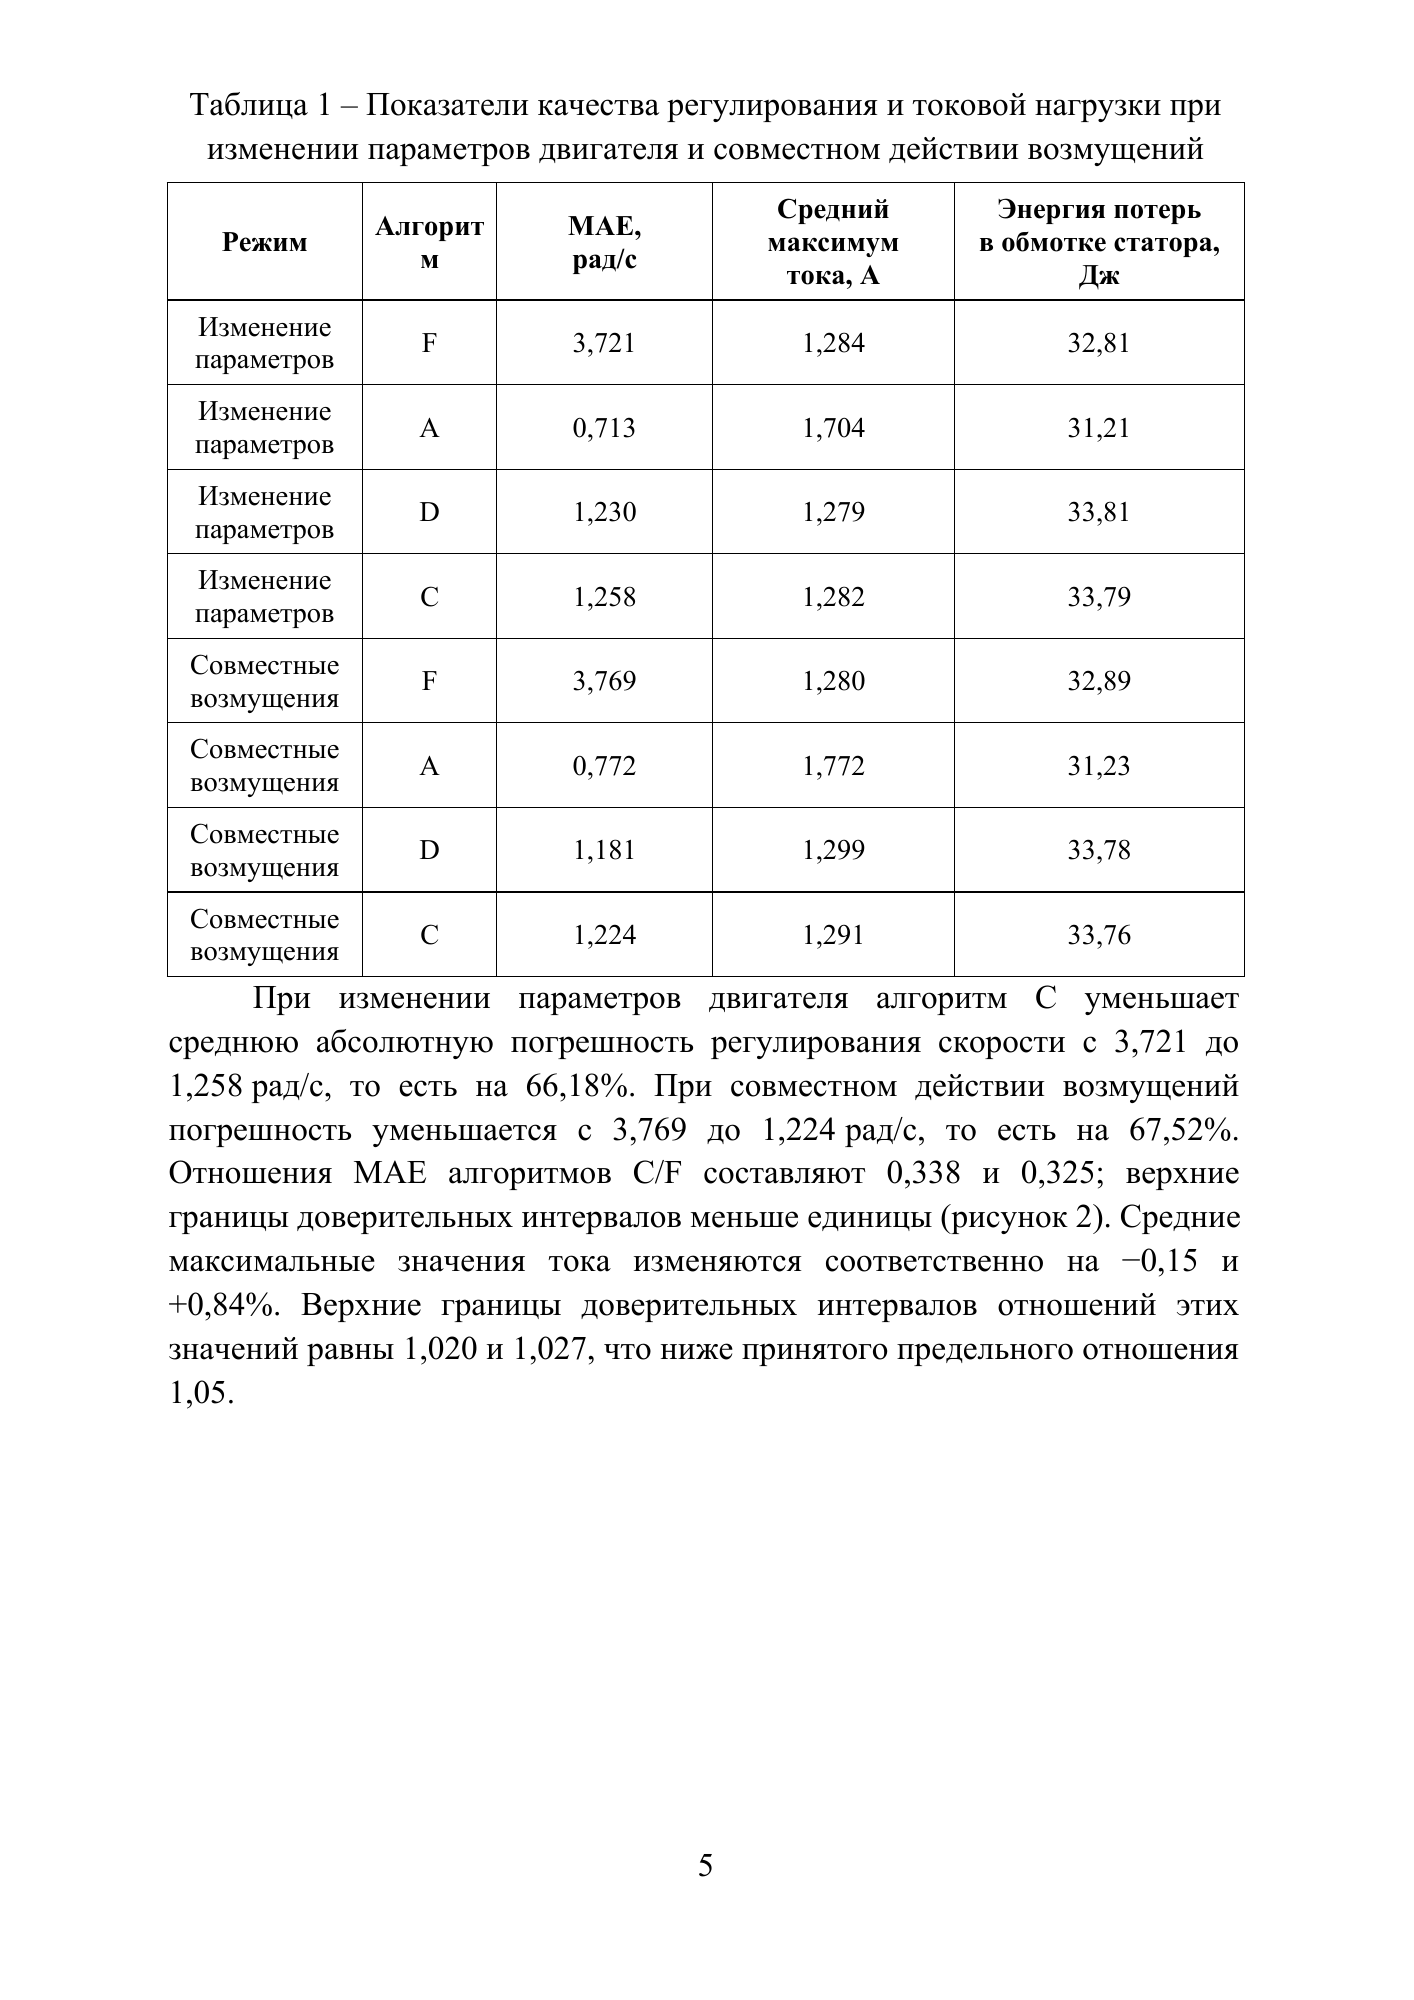 Таблица 1 – Показатели качества регулирования и токовой нагрузки при
изменении параметров двигателя и совместном действии возмущений
Режим
Алгорит
м
MAE,
рад/с
Средний
максимум
тока, А
Энергия потерь
в обмотке статора,
Дж
Изменение
параметров
F
3,721
1,284
32,81
Изменение
параметров
A
0,713
1,704
31,21
Изменение
параметров
D
1,230
1,279
33,81
Изменение
параметров
C
1,258
1,282
33,79
Совместные
возмущения
F
3,769
1,280
32,89
Совместные
возмущения
A
0,772
1,772
31,23
Совместные
возмущения
D
1,181
1,299
33,78
Совместные
возмущения
C
1,224
1,291
33,76
При изменении параметров двигателя алгоритм C уменьшает
среднюю абсолютную погрешность регулирования скорости с 3,721 до
1,258 рад/с, то есть на 66,18%. При совместном действии возмущений
погрешность уменьшается с 3,769 до 1,224 рад/с, то есть на 67,52%.
Отношения MAE алгоритмов C/F составляют 0,338 и 0,325; верхние
границы доверительных интервалов меньше единицы (рисунок 2). Средние
максимальные значения тока изменяются соответственно на −0,15 и
+0,84%. Верхние границы доверительных интервалов отношений этих
значений равны 1,020 и 1,027, что ниже принятого предельного отношения
1,05.
5